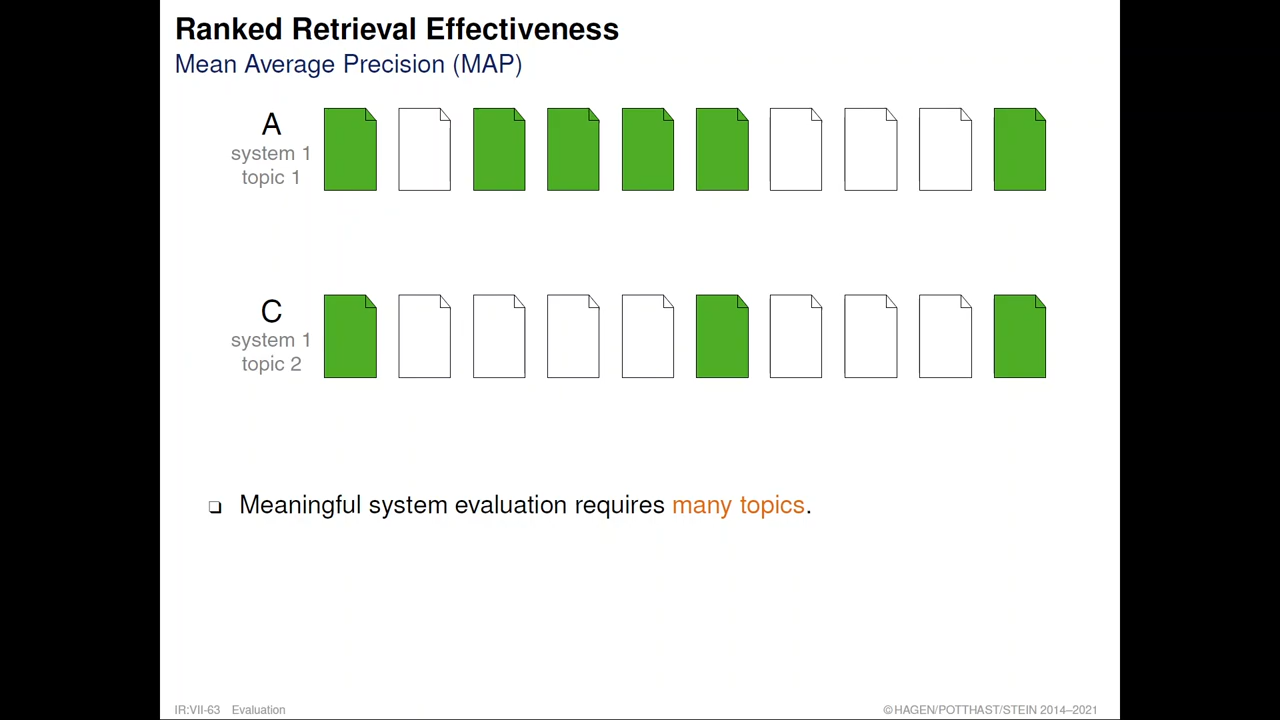 Ranked Retrieval Effectiveness
Mean Average Precision (MAP)
A
system 1
topic 1
C
system 1
topic 2
❏ Meaningful system evaluation requires many topics.
IR:VII-63 Evaluation
©HAGEN/POTTHAST/STEIN 2014–2021